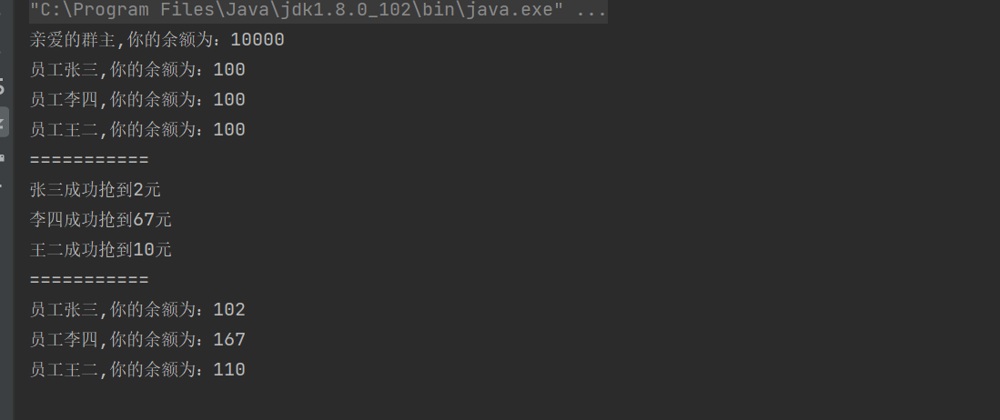 "C:\Program Files\Java\jdk1.8.0_102\bin\java.exe" ...
亲爱的群主,你的余额为：10000
员工张三,你的余额为：100
员工李四,你的余额为：100
员工王二,你的余额为：100
===========
张三成功抢到2元
李四成功抢到67元
王二成功抢到10元
===========
员工张三,你的余额为：102
员工李四,你的余额为：167
员工王二,你的余额为：110